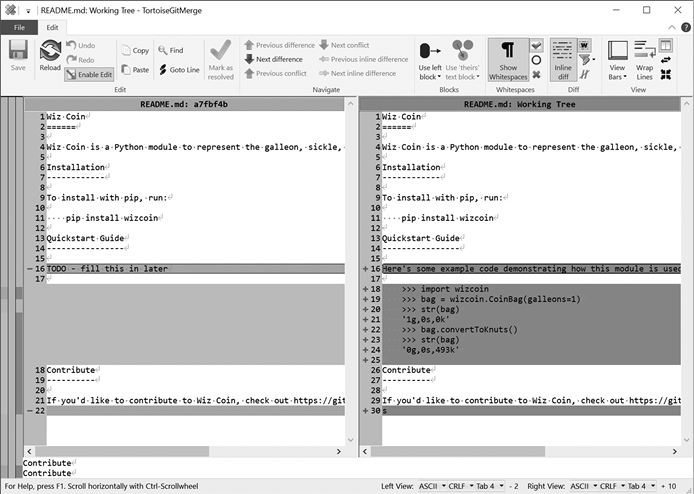 README.md: Working Tree - TortoiseGitMerge
File Edit
Save
Reload
Undo
Redo
Enable Edit
Copy
Paste
Find
Goto Line
Mark as resolved
Edit
Previous difference
Next difference
Previous conflict
Next conflict
Previous inline difference
Next inline difference
Navigate
Use left block
Use 'theirs' text block
Blocks
Show Whitespaces
Whitespaces
Inline diff
Diff
View Bars
Wrap Lines
View
README.md: a7fbf4b
1 Wiz·Coin
2 ======
3
4 Wiz·Coin·is·a·Python·module·to·represent·the·galleon,·sickle,·
5
6 Installation
7 ------------
8
9 To·install·with·pip,·run:
10
11 ····pip·install·wizcoin
12
13 Quickstart·Guide
14 ----------------
15
16 TODO - fill this in later
17
18 Contribute
19 ----------
20
21 If·you'd·like·to·contribute·to·Wiz·Coin,·check·out·https://git
22
README.md: Working Tree
1 Wiz·Coin
2 ======
3
4 Wiz·Coin·is·a·Python·module·to·represent·the·galleon,·sickle,·
5
6 Installation
7 ------------
8
9 To·install·with·pip,·run:
10
11 ····pip·install·wizcoin
12
13 Quickstart·Guide
14 ----------------
15
16 Here's some example code demonstrating how this module is used
17
18 >>> import wizcoin
19 >>> bag = wizcoin.CoinBag(galleons=1)
20 >>> str(bag)
21 '1g,0s,0k'
22 >>> bag.convertToKnuts()
23 >>> str(bag)
24 '0g,0s,493k'
25
26 Contribute
27 ----------
28
29 If·you'd·like·to·contribute·to·Wiz·Coin,·check·out·https://git
30 s
Contribute
Contribute
For Help, press F1. Scroll horizontally with Ctrl-Scrollwheel
Left View: ASCII CRLF Tab 4 - 2 Right View: ASCII CRLF Tab 4 + 10